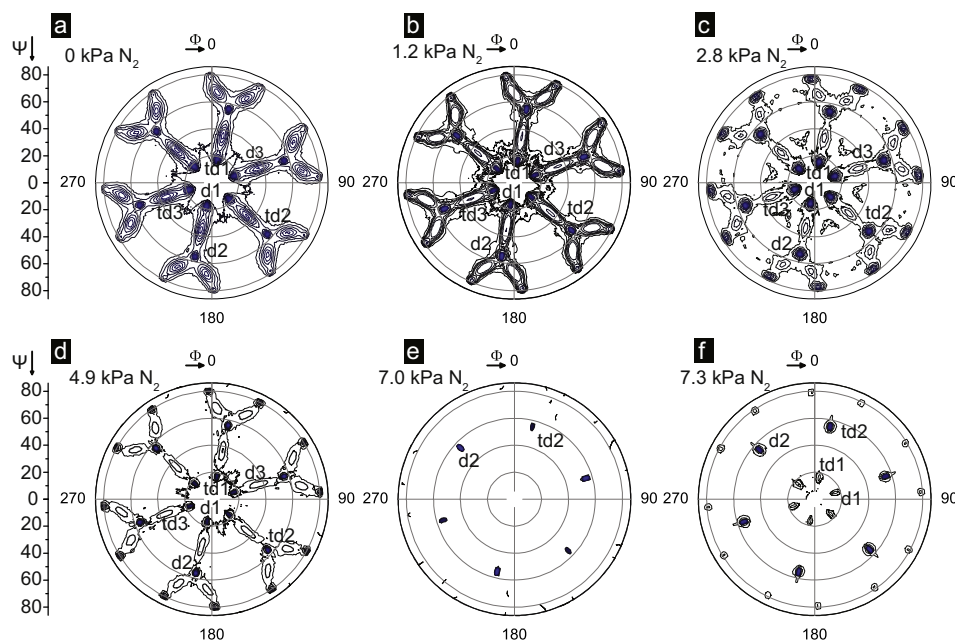 a
b
c
Ψ
Φ 0
0 kPa N2
Φ 0
1.2 kPa N2
Φ 0
2.8 kPa N2
80
60
40
20
0
20
40
60
80
270
td1
d3
d1
td3
td2
d2
180
td1
d3
d1
td3
td2
d2
180
90
270
td1
d3
d1
td2
td2
d2
180
90
270
90
d
e
f
Ψ
Φ 0
4.9 kPa N2
Φ 0
7.0 kPa N2
Φ 0
7.3 kPa N2
80
60
40
20
0
20
40
60
80
270
td1
d3
d1
td3
td2
d2
180
90
270
d2
td2
180
90
270
d2
td2
td1
d1
180
90